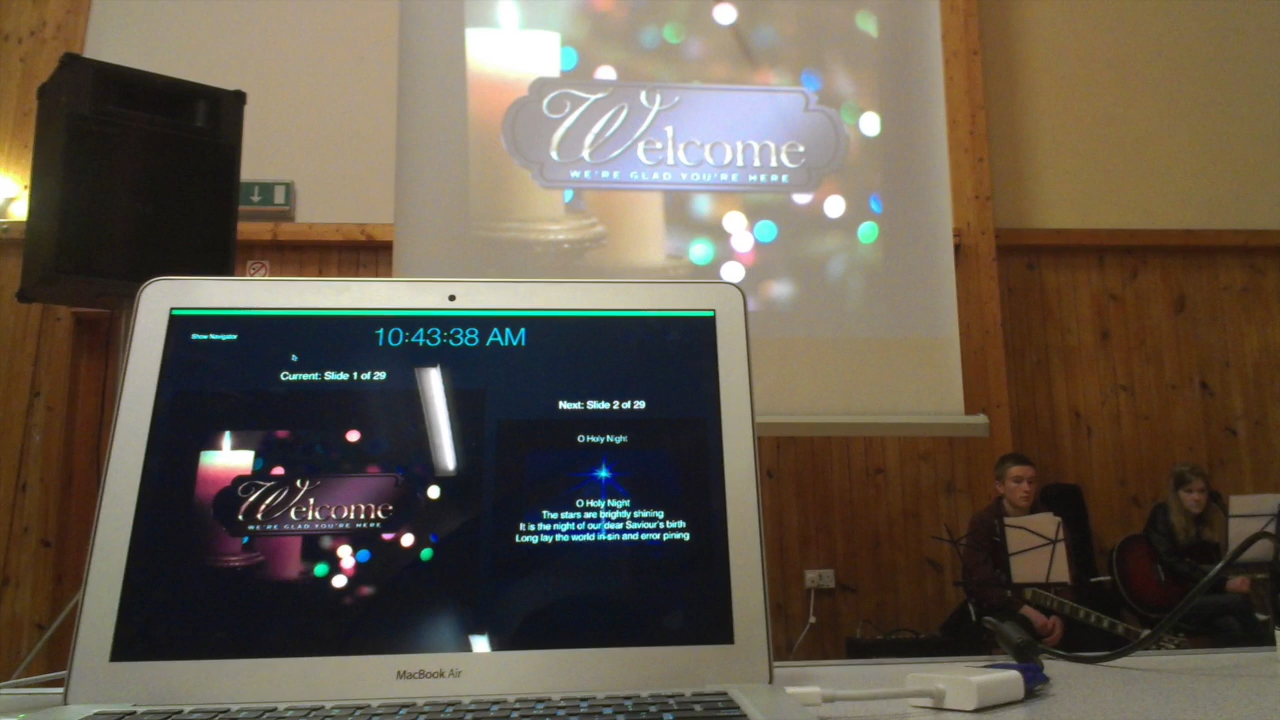 Welcome
WE'RE GLAD YOU'RE HERE
Show Navigator
10:43:38 AM
Current: Slide 1 of 29
Welcome
WE'RE GLAD YOU'RE HERE
Next: Slide 2 of 29
O Holy Night
O Holy Night
The stars are brightly shining
It is the night of our dear Saviour's birth
Long lay the world in sin and error pining
MacBook Air